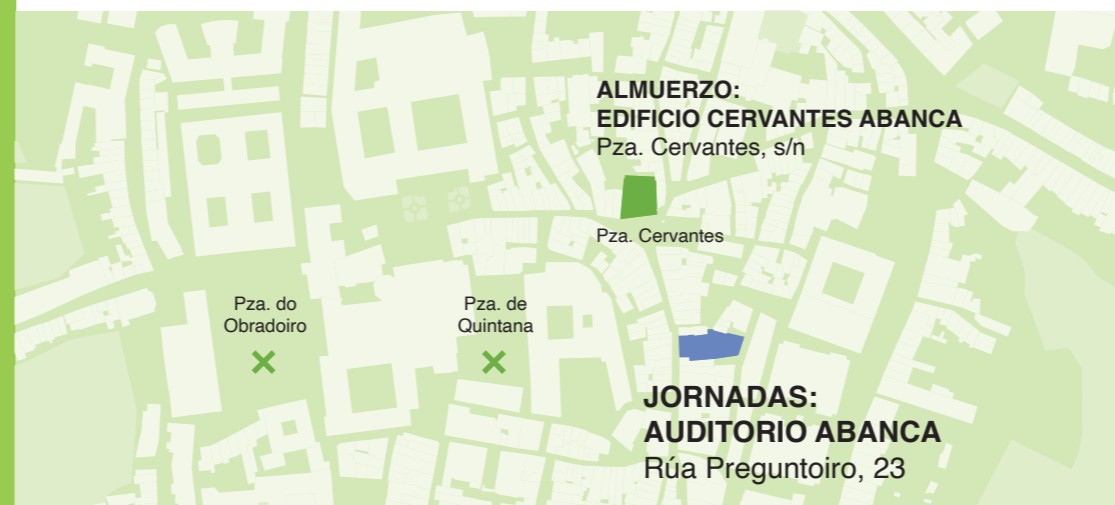 ALMUERZO:
EDIFICIO CERVANTES ABANCA
Pza. Cervantes, s/n
Pza. Cervantes
Pza. do
Obradoiro
Pza. de
Quintana
JORNADAS:
AUDITORIO ABANCA
Rúa Preguntoiro, 23